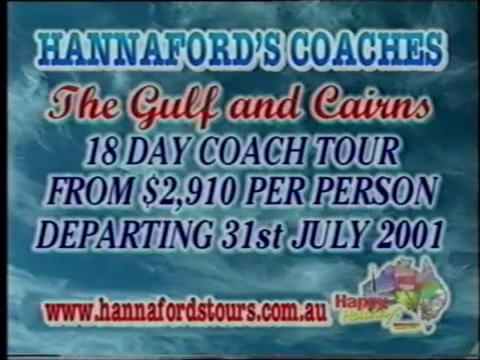 HANNAFORD'S COACHES
The Gulf and Cairns
18 DAY COACH TOUR
FROM $2,910 PER PERSON
DEPARTING 31st JULY 2001
www.hannafordstours.com.au
Happy
Holidays